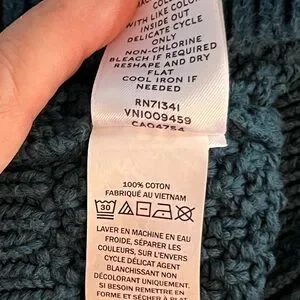 WITH LIKE COLOR
INSIDE OUT
DELICATE CYCLE
ONLY
NON-CHLORINE
BLEACH IF REQUIRED
RESHAPE AND DRY
FLAT
COOL IRON IF
NEEDED
RN71341
VN1009459
CA04754
100% COTON
FABRIQUÉ AU VIETNAM
30
LAVER EN MACHINE EN EAU
FROIDE, SÉPARER LES
COULEURS, SUR L'ENVERS
CYCLE DÉLICAT AGENT
BLANCHISSANT NON
DÉCOLORANT UNIQUEMENT.
SI BESOIN REMETTRE EN
FORME ET SÉCHER À PLAT